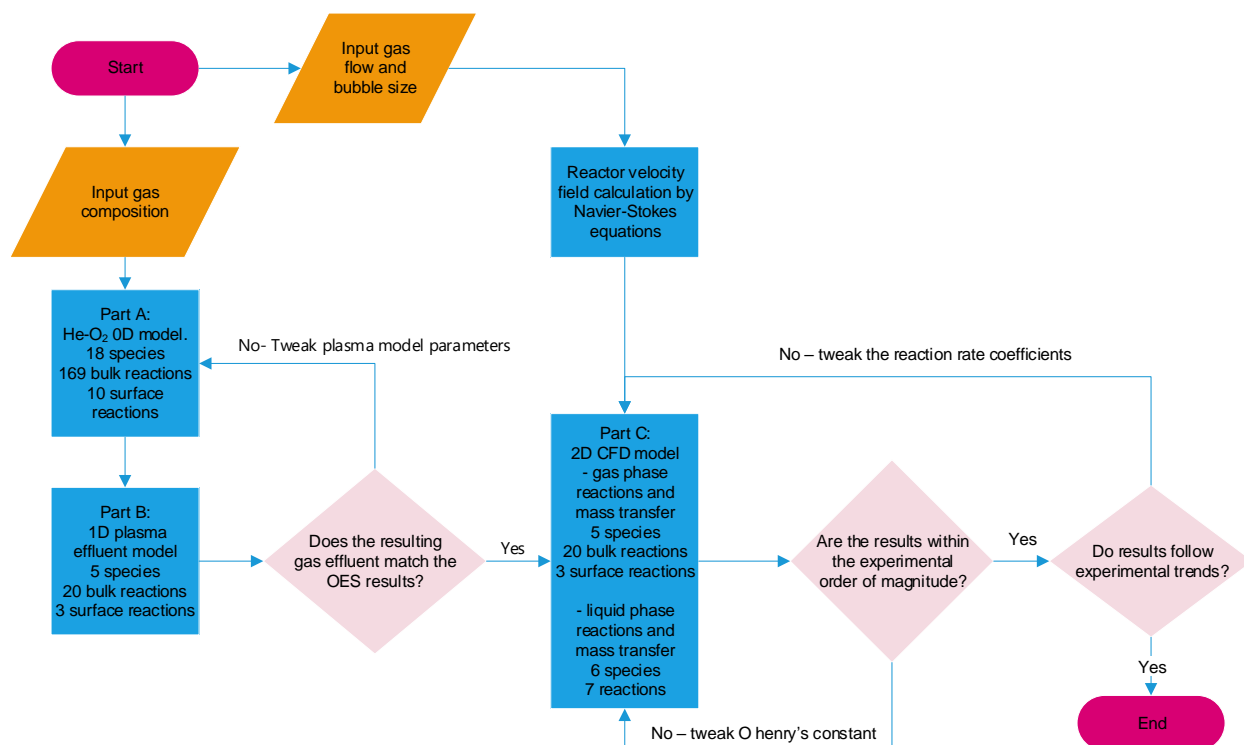 Start
Input gas
flow and
bubble size
Input gas
composition
Reactor velocity
field calculation by
Navier-Stokes
equations
Part A:
He-O₂ 0D model.
18 species
169 bulk reactions
10 surface
reactions
No- Tweak plasma model parameters
No – tweak the reaction rate coefficients
Part B:
1D plasma
effluent model
5 species
20 bulk reactions
3 surface reactions
Does the resulting
gas effluent match the
OES results?
Yes
Part C:
2D CFD model
- gas phase
reactions and
mass transfer
5 species
20 bulk reactions
3 surface reactions
- liquid phase
reactions and
mass transfer
6 species
7 reactions
Are the results within
the experimental
order of magnitude?
Yes
Do results follow
experimental trends?
Yes
No – tweak O henry's constant
End